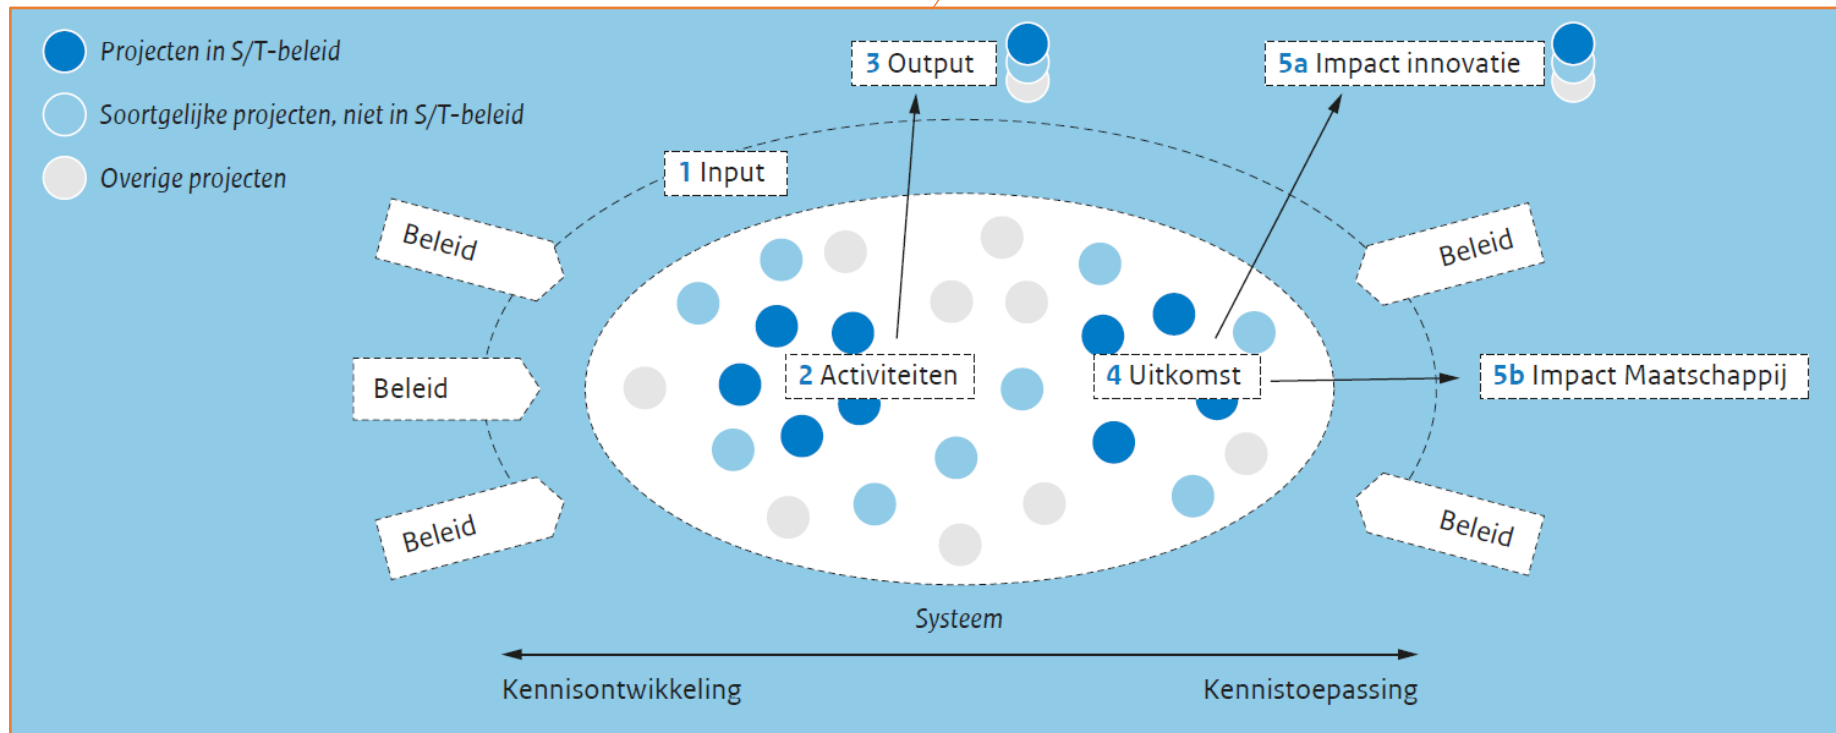 Projecten in S/T-beleid
Soortgelijke projecten, niet in S/T-beleid
Overige projecten
3 Output
5a Impact innovatie
1 Input
Beleid
Beleid
Beleid
Beleid
Beleid
2 Activiteiten
4 Uitkomst
5b Impact Maatschappij
Systeem
Kennisontwikkeling
Kennistoepassing